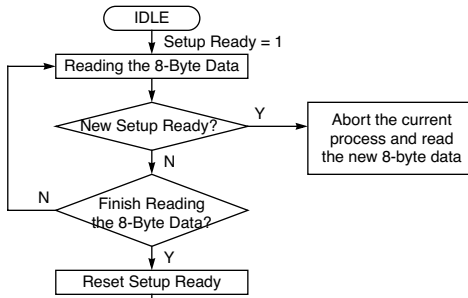 IDLE
Setup Ready = 1
Reading the 8-Byte Data
New Setup Ready?
Y
Abort the current
process and read
the new 8-byte data
N
N
Finish Reading
the 8-Byte Data?
Y
Reset Setup Ready